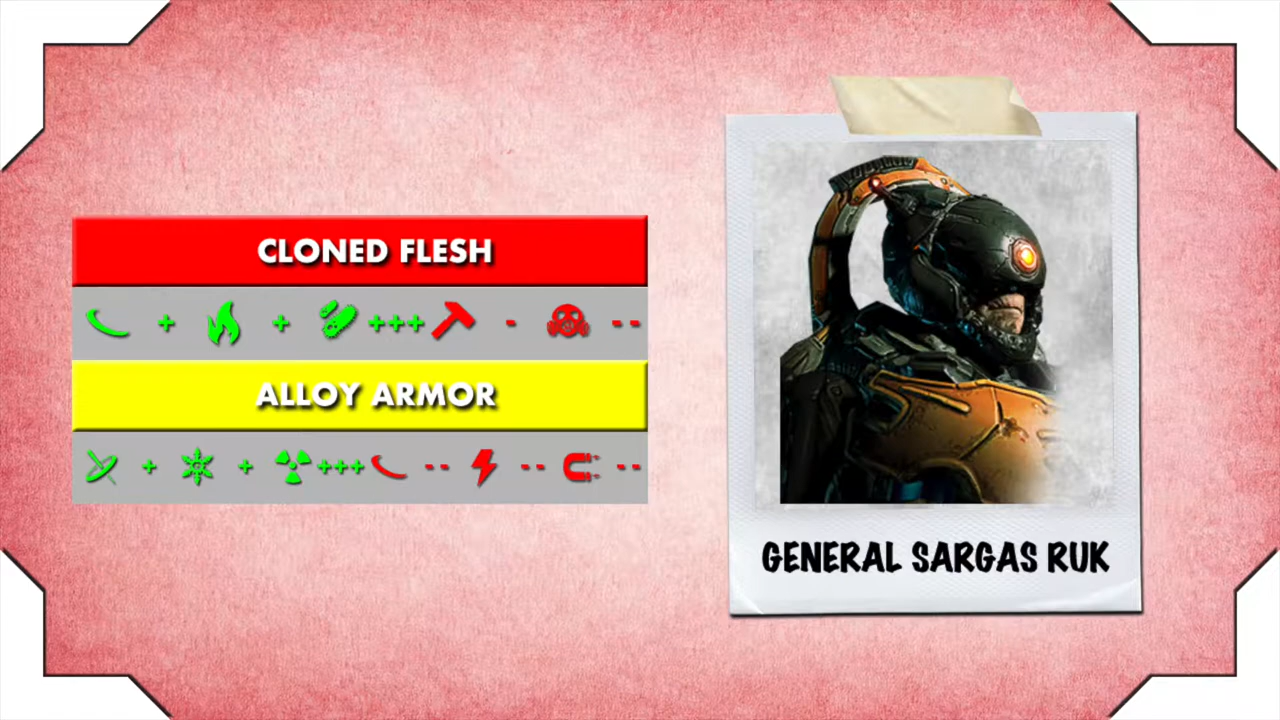 CLONED FLESH
+ + +++ - --
ALLOY ARMOR
+ + +++ -- -- --
GENERAL SARGAS RUK